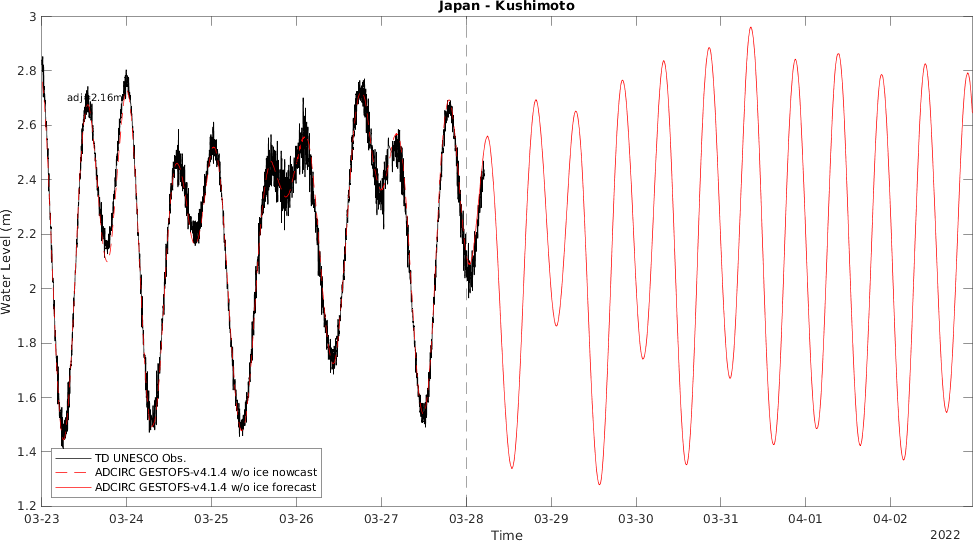 Japan - Kushimoto
3
2.8
2.6
2.4
2.2
2
1.8
1.6
1.4
1.2
Water Level (m)
adj=2.16m
TD UNESCO Obs.
ADCIRC GESTOFS-v4.1.4 w/o ice nowcast
ADCIRC GESTOFS-v4.1.4 w/o ice forecast
03-23 03-24 03-25 03-26 03-27 03-28 03-29 03-30 03-31 04-01 04-02
Time
2022